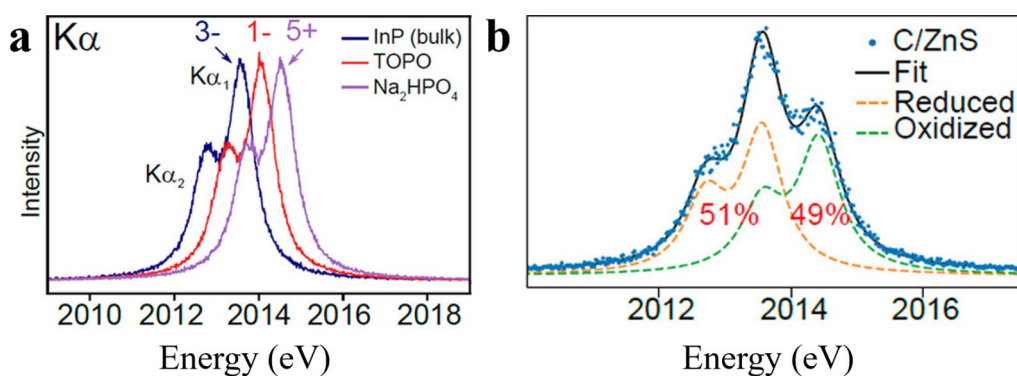 a
Kα
3-
1-
5+
InP (bulk)
TOPO
Na₂HPO₄
Kα₁
Kα₂
Intensity
2010 2012 2014 2016 2018
Energy (eV)
b
C/ZnS
Fit
Reduced
Oxidized
51%
49%
2012 2014 2016
Energy (eV)